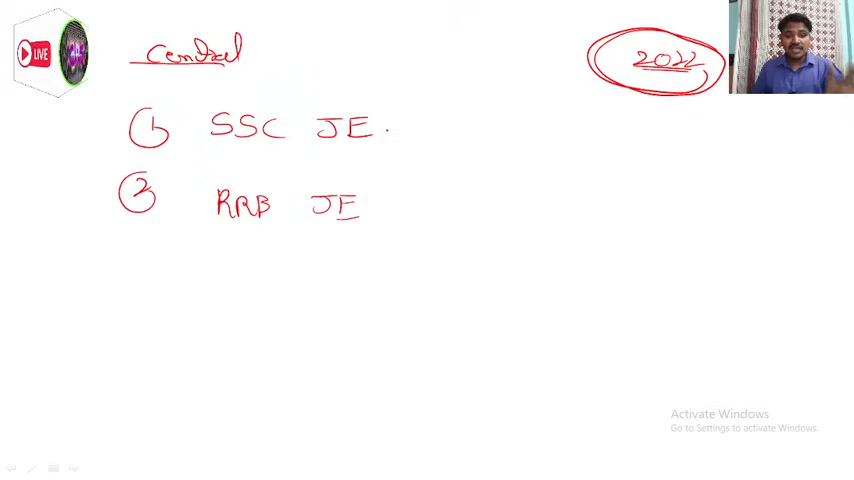 LIVE
Central
2022
① SSC JE.
② RRB JE
Activate Windows
Go to Settings to activate Windows.